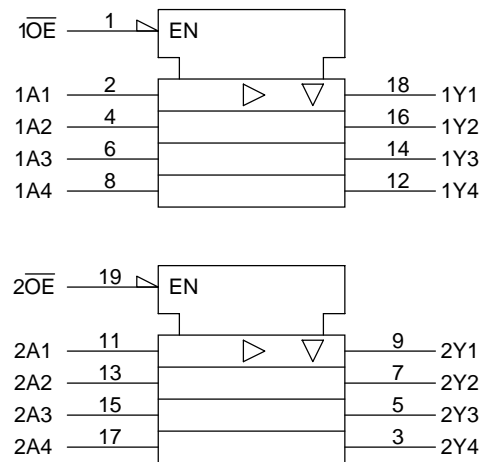 1OE 1 EN
1A1 2 18 1Y1
1A2 4 16 1Y2
1A3 6 14 1Y3
1A4 8 12 1Y4
2OE 19 EN
2A1 11 9 2Y1
2A2 13 7 2Y2
2A3 15 5 2Y3
2A4 17 3 2Y4